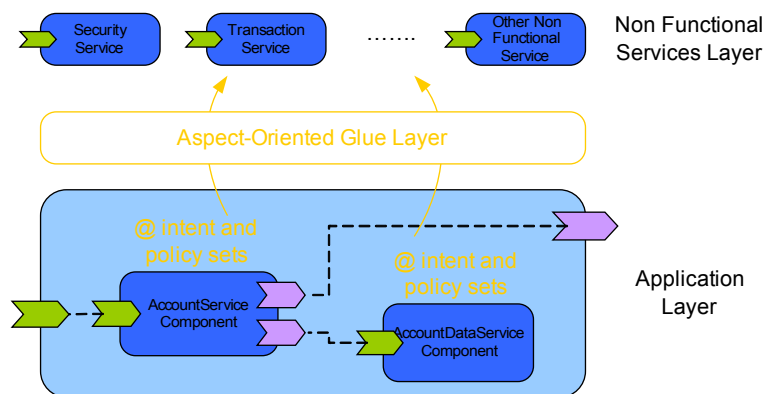 Security
Service
Transaction
Service
........
Other Non
Functional
Service
Non Functional
Services Layer
Aspect-Oriented Glue Layer
@ intent and
policy sets
@ intent and
policy sets
AccountService
Component
AccountDataService
Component
Application
Layer